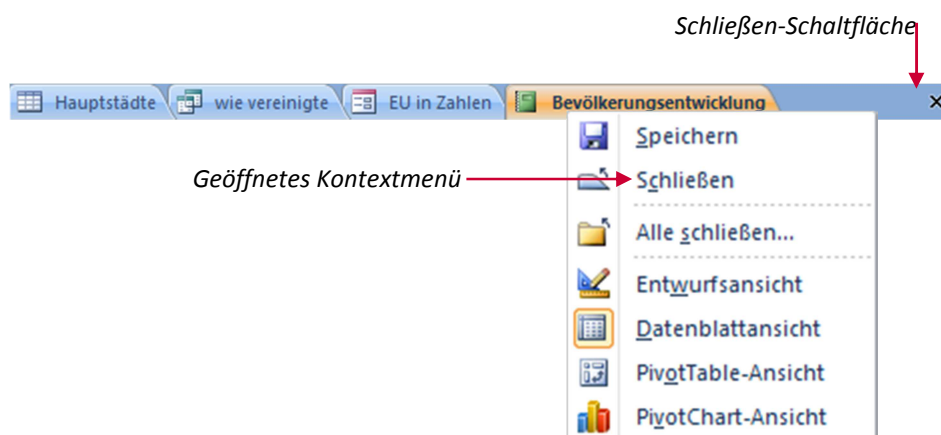 Schließen-Schaltfläche
Hauptstädte wie vereinigte EU in Zahlen Bevölkerungsentwicklung
Speichern
Geöffnetes Kontextmenü Schließen
Alle schließen...
Entwurfsansicht
Datenblattansicht
PivotTable-Ansicht
PivotChart-Ansicht